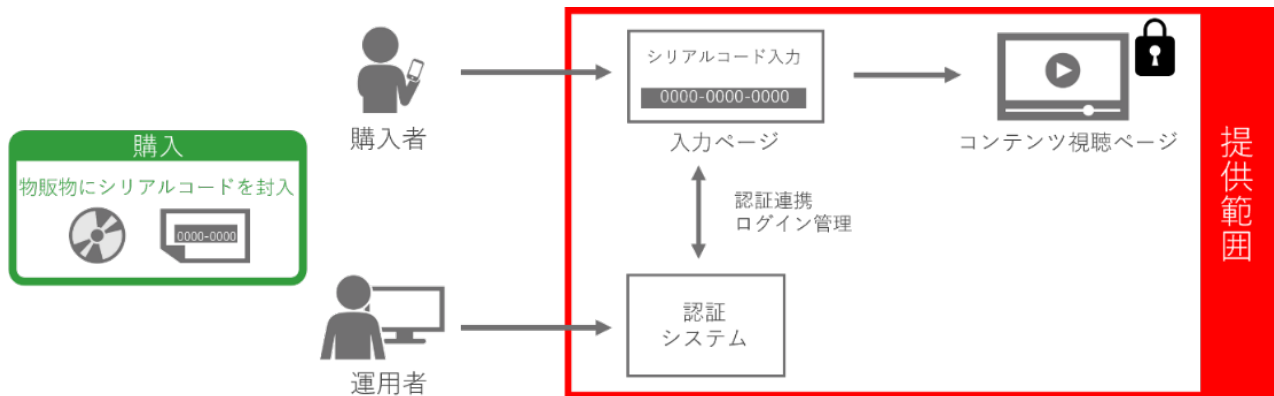 購入
物販物にシリアルコードを封入
0000-0000
購入者
運用者
シリアルコード入力
0000-0000-0000
入力ページ
認証連携
ログイン管理
認証
システム
コンテンツ視聴ページ
提供範囲